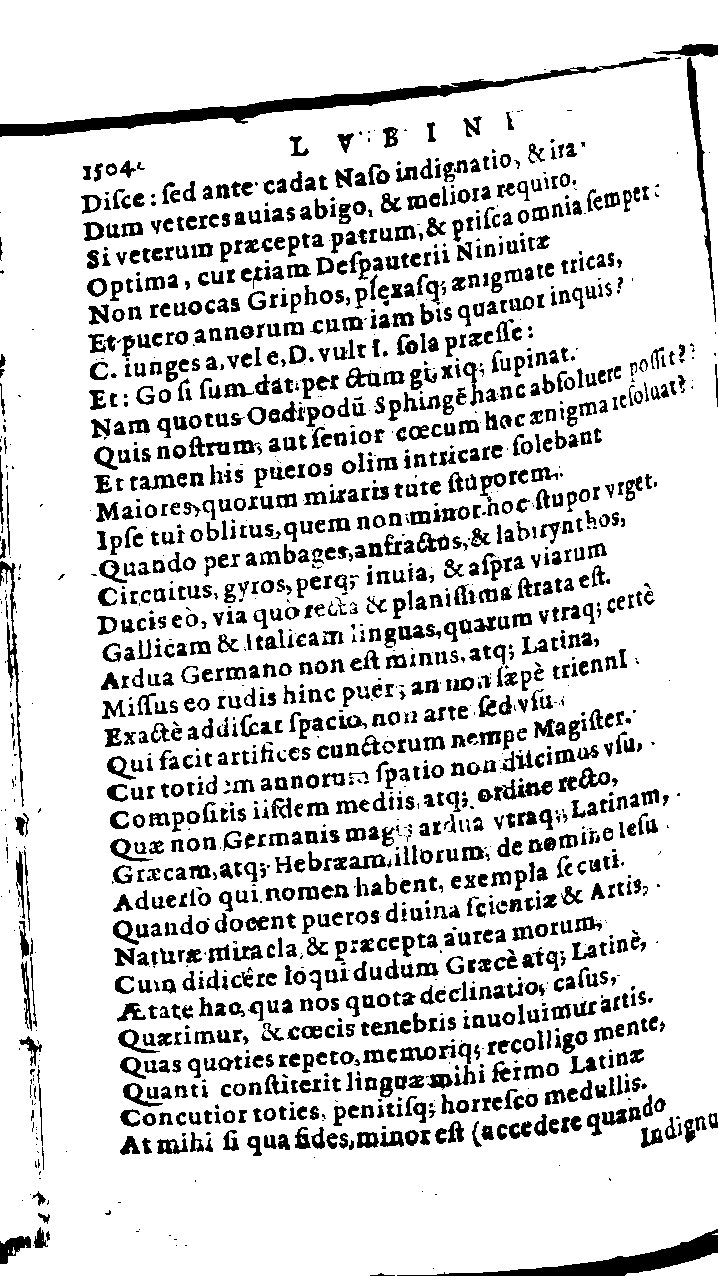 1504 LVBINI
Diſce: ſed ante cadat Naſo indignatio, & ira
Dum veteres auias abigo, & meliora requiro.
Si veterum præcepta patrum, & priſca omnia ſemper:
Optima, cur etiam Deſpauterii Niniuitæ
Non reuocas Griphos, plęxaſq; ænigmate tricas,
Et puero annorum cum iam bis quatuor inquis?
C. iunges a, vel e, D. vult I. ſola præeſſe:
Et: Go ſi ſum dat per ctum gi, xiq; ſupinat.
Nam quotus Oedipodũ Sphingẽ hanc abſoluere poſſit?
Quis noſtrum, aut ſenior cœcum hoc ænigma reſoluat?
Et tamen his pueros olim intricare ſolebant
Maiores, quorum miraris tute ſtuporem.
Ipſe tui oblitus, quem non minor hoc ſtupor vrget.
Quando per ambages, anfractus, & labirynthos,
Circuitus, gyros, perq; inuia, & aſpra viarum
Ducis eò, via quo recta & planiſſima ſtrata eſt.
Gallicam & Italicam linguas, quarum vtraq; certè
Ardua Germano non eſt minus, atq; Latina,
Miſſus eo rudis hinc puer; an non ſæpè trienni
Exactè addiſcat ſpacio, non arte ſed vſu
Qui facit artifices cunctorum nempe Magiſter.
Cur totidem annorum ſpatio non diſcimus vſu,
Compoſitis iiſdem mediis, atq; ordine recto,
Quæ non Germanis magis ardua vtraq; Latinam,
Græcam, atq; Hebræam, illorum, de nomine Ieſu
Aduerſo qui nomen habent, exempla ſecuti.
Quando docent pueros diuina ſcientiæ & Artis,
Naturæ miracla, & præcepta aurea morum,
Cum didicêre loqui dudum Græcè atq; Latinè,
Ætate hac, qua nos quota declinatio, caſus,
Quærimur, & cœcis tenebris inuoluimur artis.
Quas quoties repeto, memoriq; recolligo mente,
Quanti conſtiterit linguæ mihi ſermo Latinæ
Concutior toties, penitiſq; horreſco medullis.
At mihi ſi qua fides, minor eſt (accedere quando
Indignu